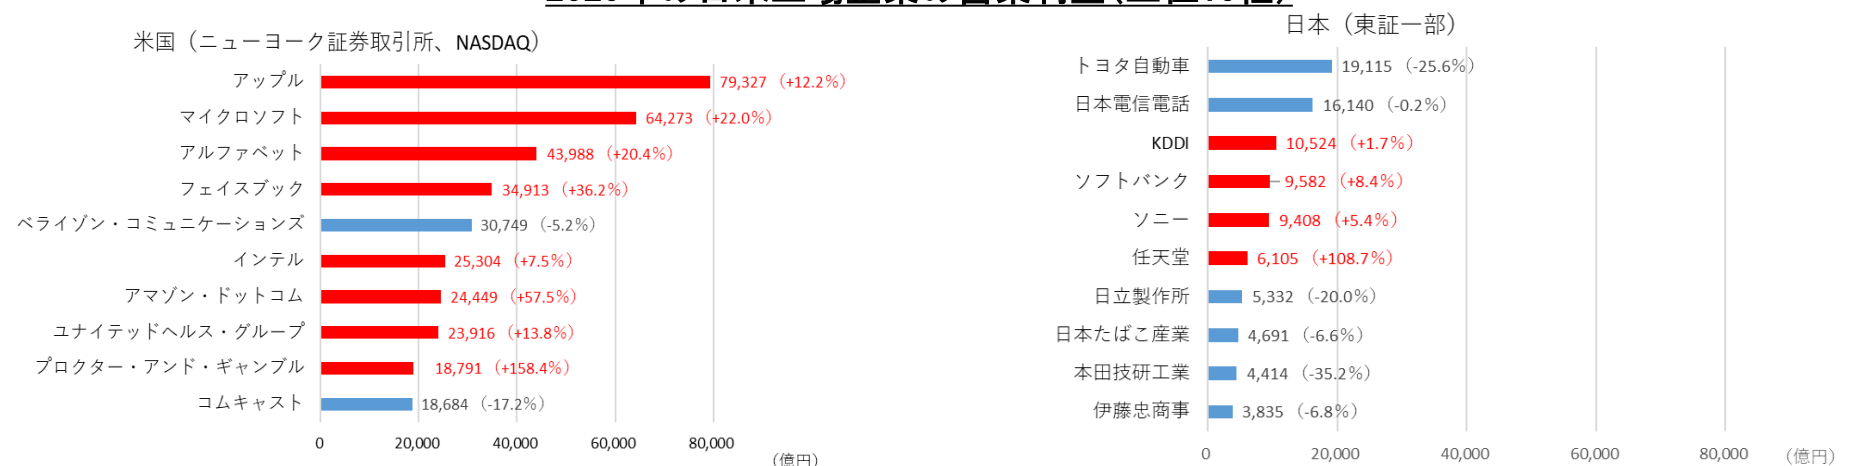 米国（ニューヨーク証券取引所、NASDAQ）
アップル 79,327（+12.2%）
マイクロソフト 64,273（+22.0%）
アルファベット 43,988（+20.4%）
フェイスブック 34,913（+36.2%）
ベライゾン・コミュニケーションズ 30,749（-5.2%）
インテル 25,304（+7.5%）
アマゾン・ドットコム 24,449（+57.5%）
ユナイテッドヘルス・グループ 23,916（+13.8%）
プロクター・アンド・ギャンブル 18,791（+158.4%）
コムキャスト 18,684（-17.2%）
0 20,000 40,000 60,000 80,000
（億円）
日本（東証一部）
トヨタ自動車 19,115（-25.6%）
日本電信電話 16,140（-0.2%）
KDDI 10,524（+1.7%）
ソフトバンク 9,582（+8.4%）
ソニー 9,408（+5.4%）
任天堂 6,105（+108.7%）
日立製作所 5,332（-20.0%）
日本たばこ産業 4,691（-6.6%）
本田技研工業 4,414（-35.2%）
伊藤忠商事 3,835（-6.8%）
0 20,000 40,000 60,000 80,000 （億円）